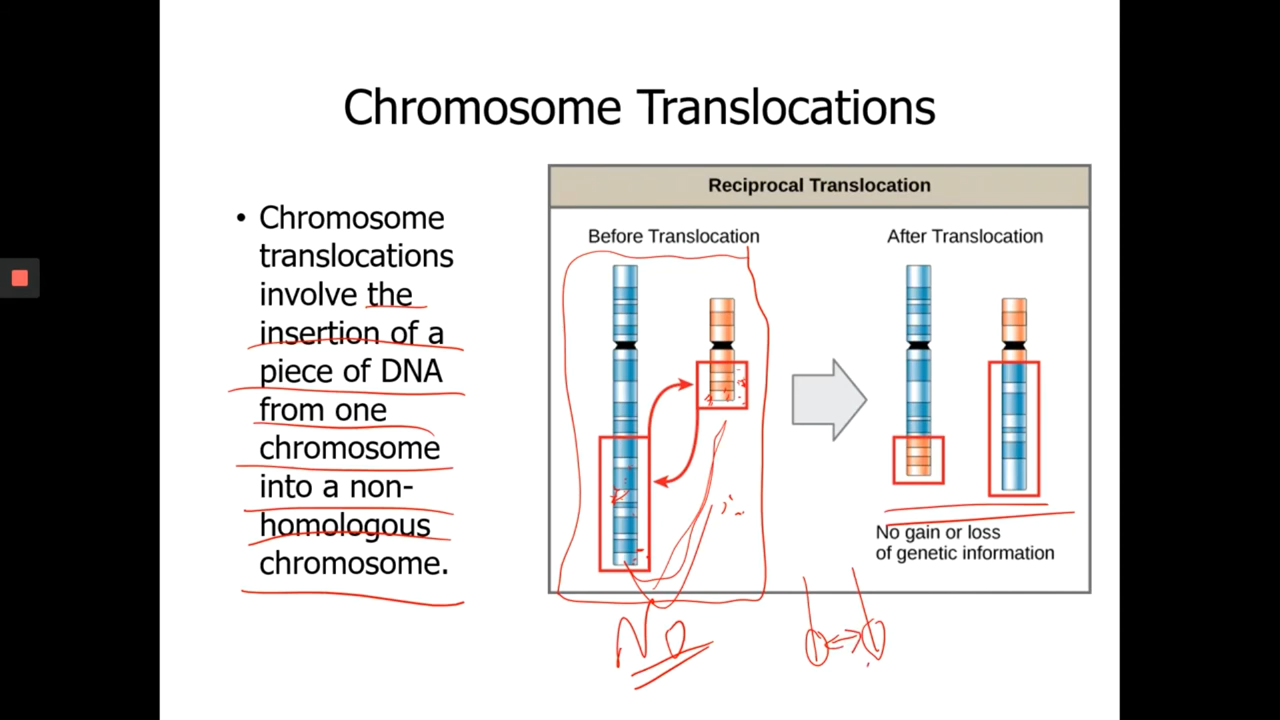 Chromosome Translocations
• Chromosome
translocations
involve the
insertion of a
piece of DNA
from one
chromosome
into a non-
homologous
chromosome.
Reciprocal Translocation
Before Translocation
After Translocation
No gain or loss
of genetic information
No